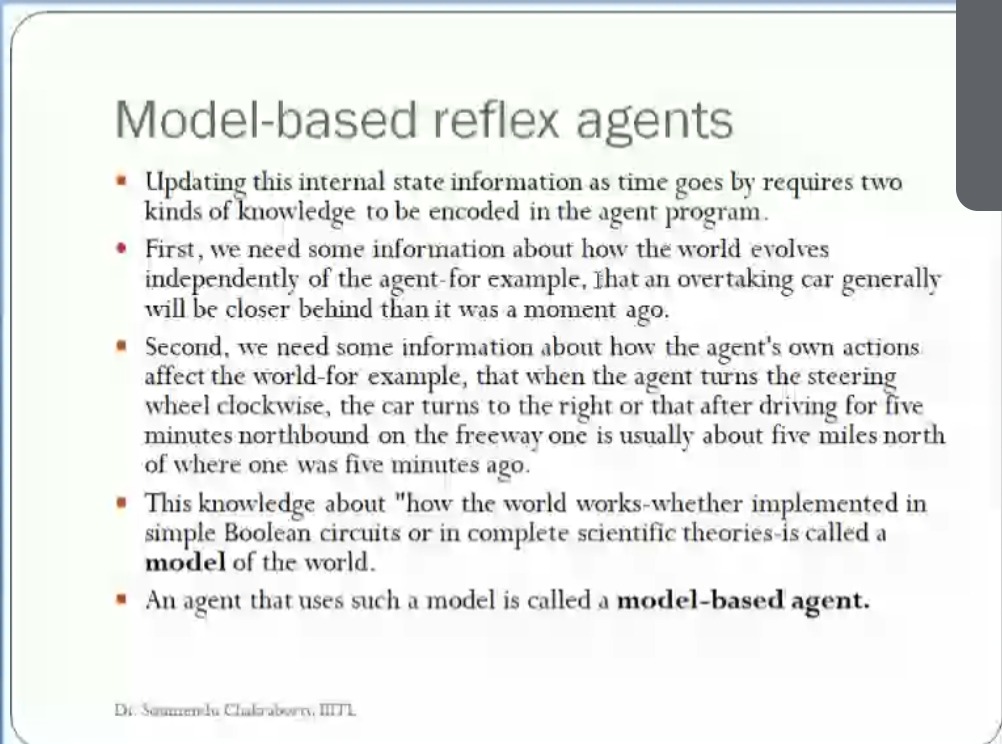 Model-based reflex agents
▪ Updating this internal state information as time goes by requires two
kinds of knowledge to be encoded in the agent program.
• First, we need some information about how the world evolves
independently of the agent-for example, that an overtaking car generally
will be closer behind than it was a moment ago.
▪ Second, we need some information about how the agent's own actions
affect the world-for example, that when the agent turns the steering
wheel clockwise, the car turns to the right or that after driving for five
minutes northbound on the freeway one is usually about five miles north
of where one was five minutes ago.
▪ This knowledge about "how the world works-whether implemented in
simple Boolean circuits or in complete scientific theories-is called a
model of the world.
▪ An agent that uses such a model is called a model-based agent.
Dr. Soumendu Chakraborty, IIITL